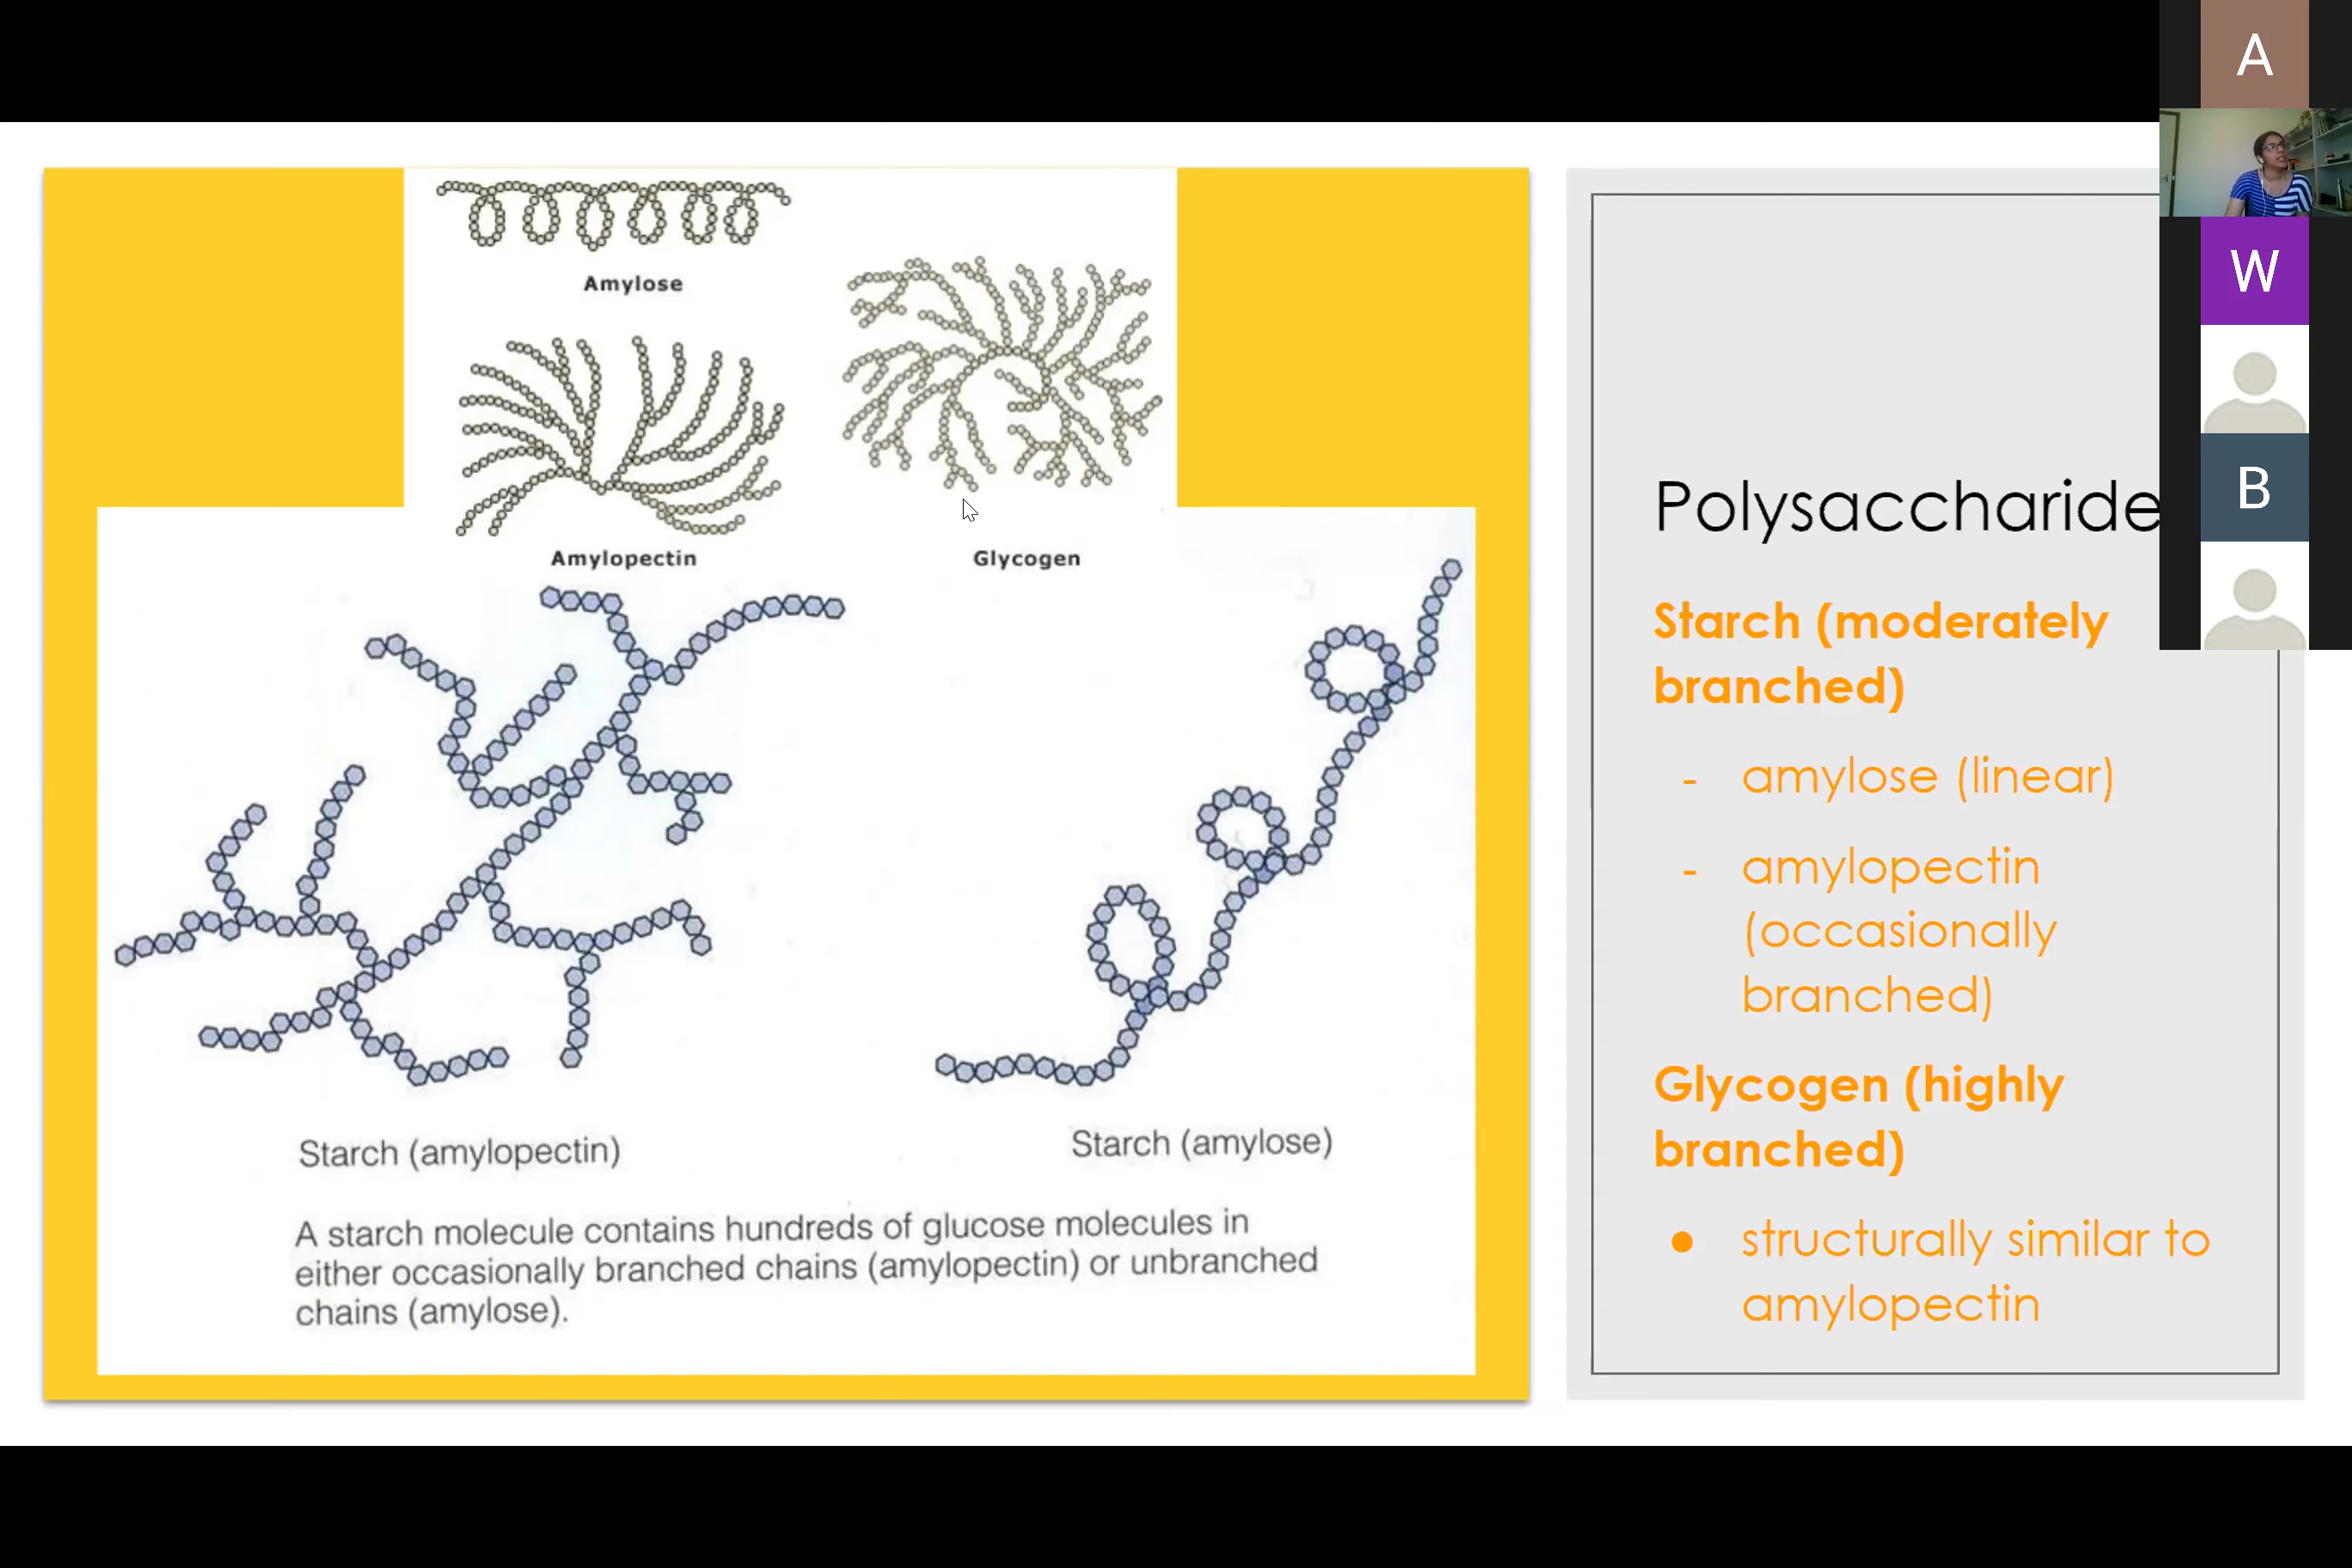 Amylose
Amylopectin
Glycogen
Starch (amylopectin)
Starch (amylose)
A starch molecule contains hundreds of glucose molecules in
either occasionally branched chains (amylopectin) or unbranched
chains (amylose).
Polysaccharide
Starch (moderately
branched)
- amylose (linear)
- amylopectin
(occasionally
branched)
Glycogen (highly
branched)
● structurally similar to
amylopectin
A
W
B